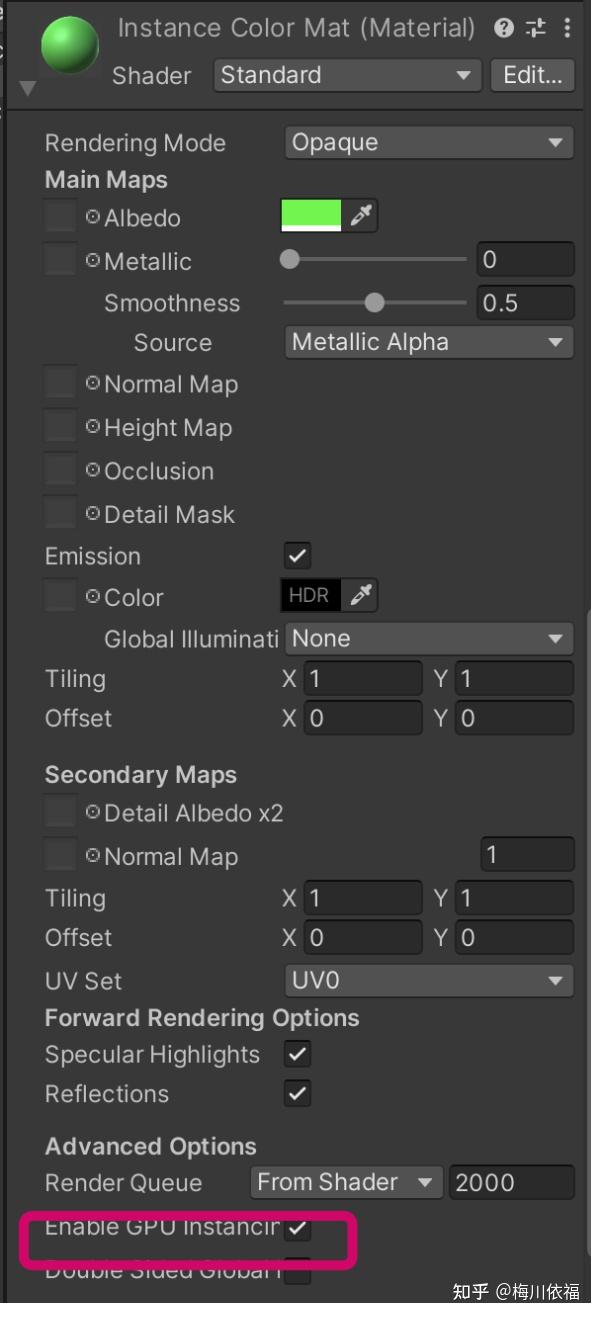 Instance Color Mat (Material)
Shader Standard Edit...
Rendering Mode Opaque
Main Maps
Albedo
Metallic 0
Smoothness 0.5
Source Metallic Alpha
Normal Map
Height Map
Occlusion
Detail Mask
Emission
Color HDR
Global Illuminati None
Tiling X 1 Y 1
Offset X 0 Y 0
Secondary Maps
Detail Albedo x2
Normal Map 1
Tiling X 1 Y 1
Offset X 0 Y 0
UV Set UV0
Forward Rendering Options
Specular Highlights
Reflections
Advanced Options
Render Queue From Shader 2000
Enable GPU Instancin
Double Sided Global I
知乎 @梅川依福